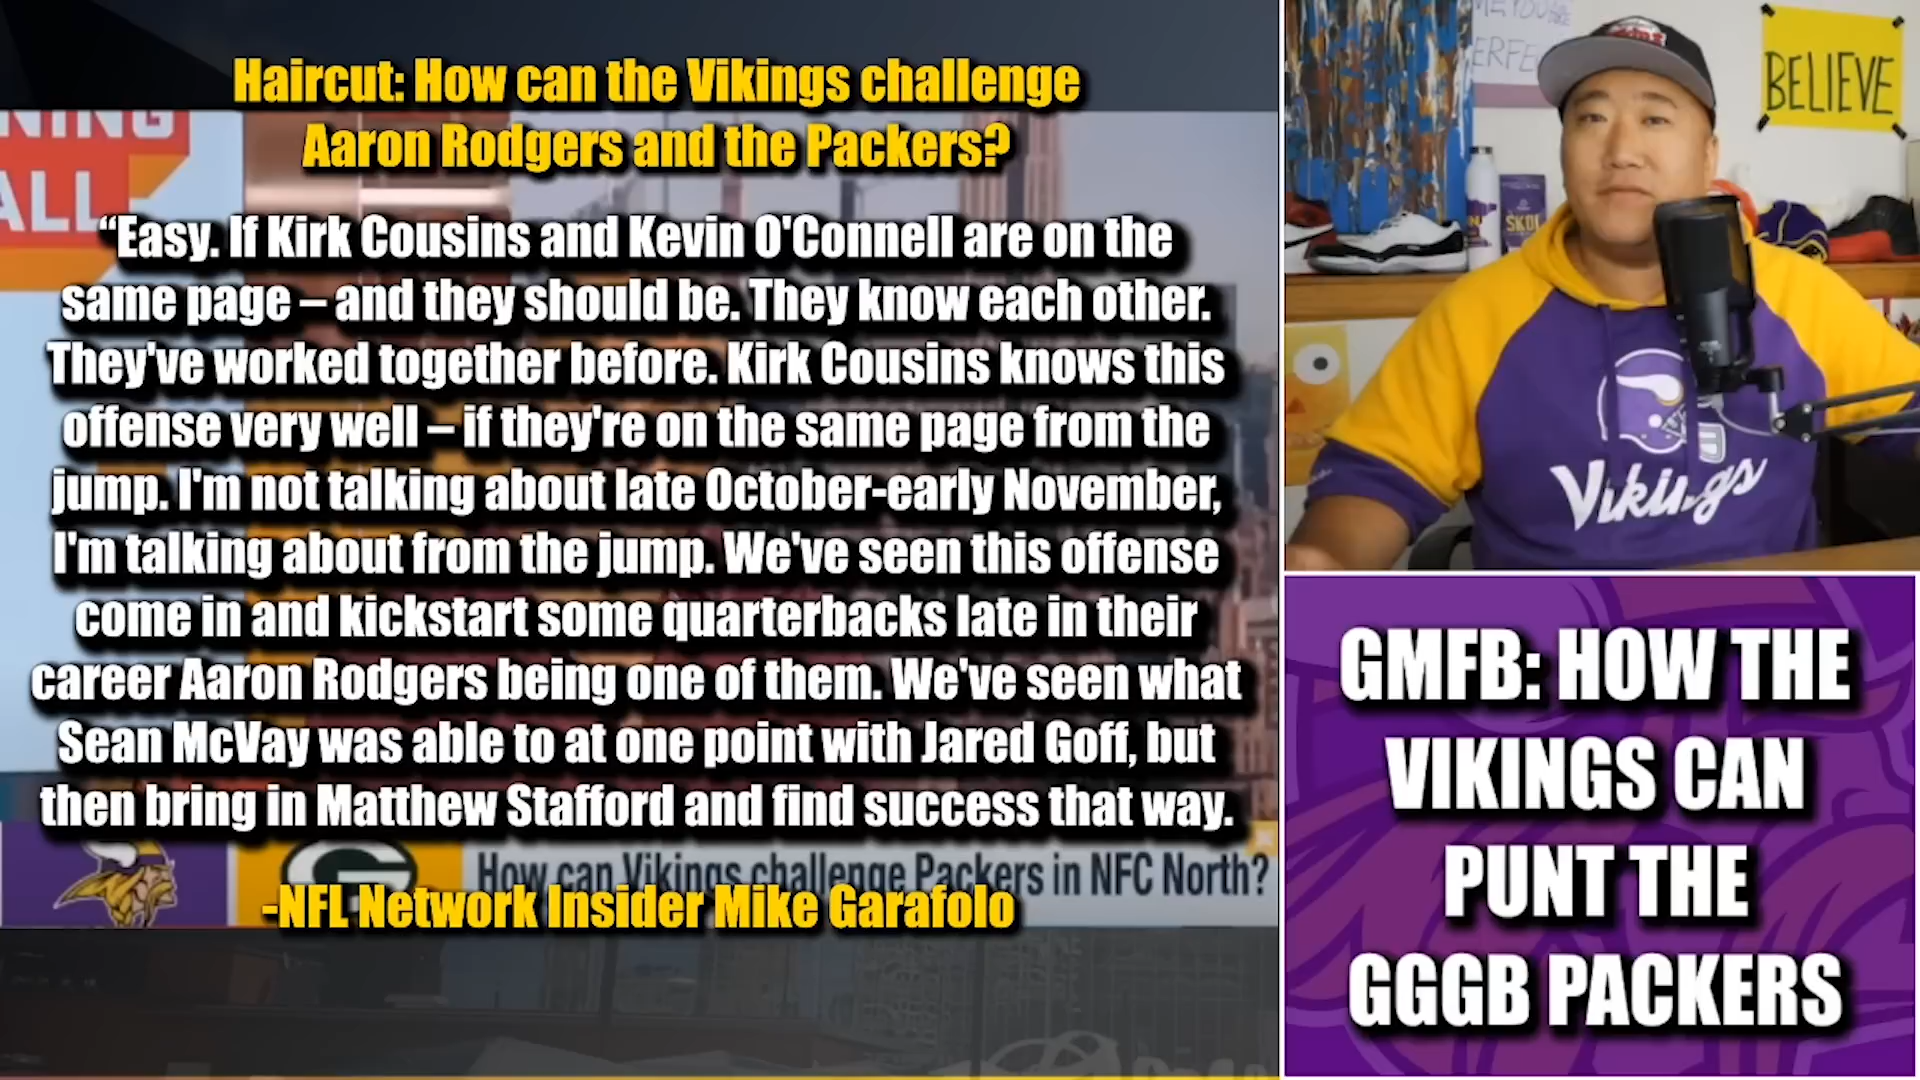 Haircut: How can the Vikings challenge
Aaron Rodgers and the Packers?
NING
ALL
“Easy. If Kirk Cousins and Kevin O'Connell are on the
same page – and they should be. They know each other.
They've worked together before. Kirk Cousins knows this
offense very well – if they're on the same page from the
jump. I'm not talking about late October-early November,
I'm talking about from the jump. We've seen this offense
come in and kickstart some quarterbacks late in their
career Aaron Rodgers being one of them. We've seen what
Sean McVay was able to at one point with Jared Goff, but
then bring in Matthew Stafford and find success that way.
How can Vikings challenge Packers in NFC North?
-NFL Network Insider Mike Garafolo
BELIEVE
SKOL
Vikings
GMFB: HOW THE
VIKINGS CAN
PUNT THE
GGGB PACKERS